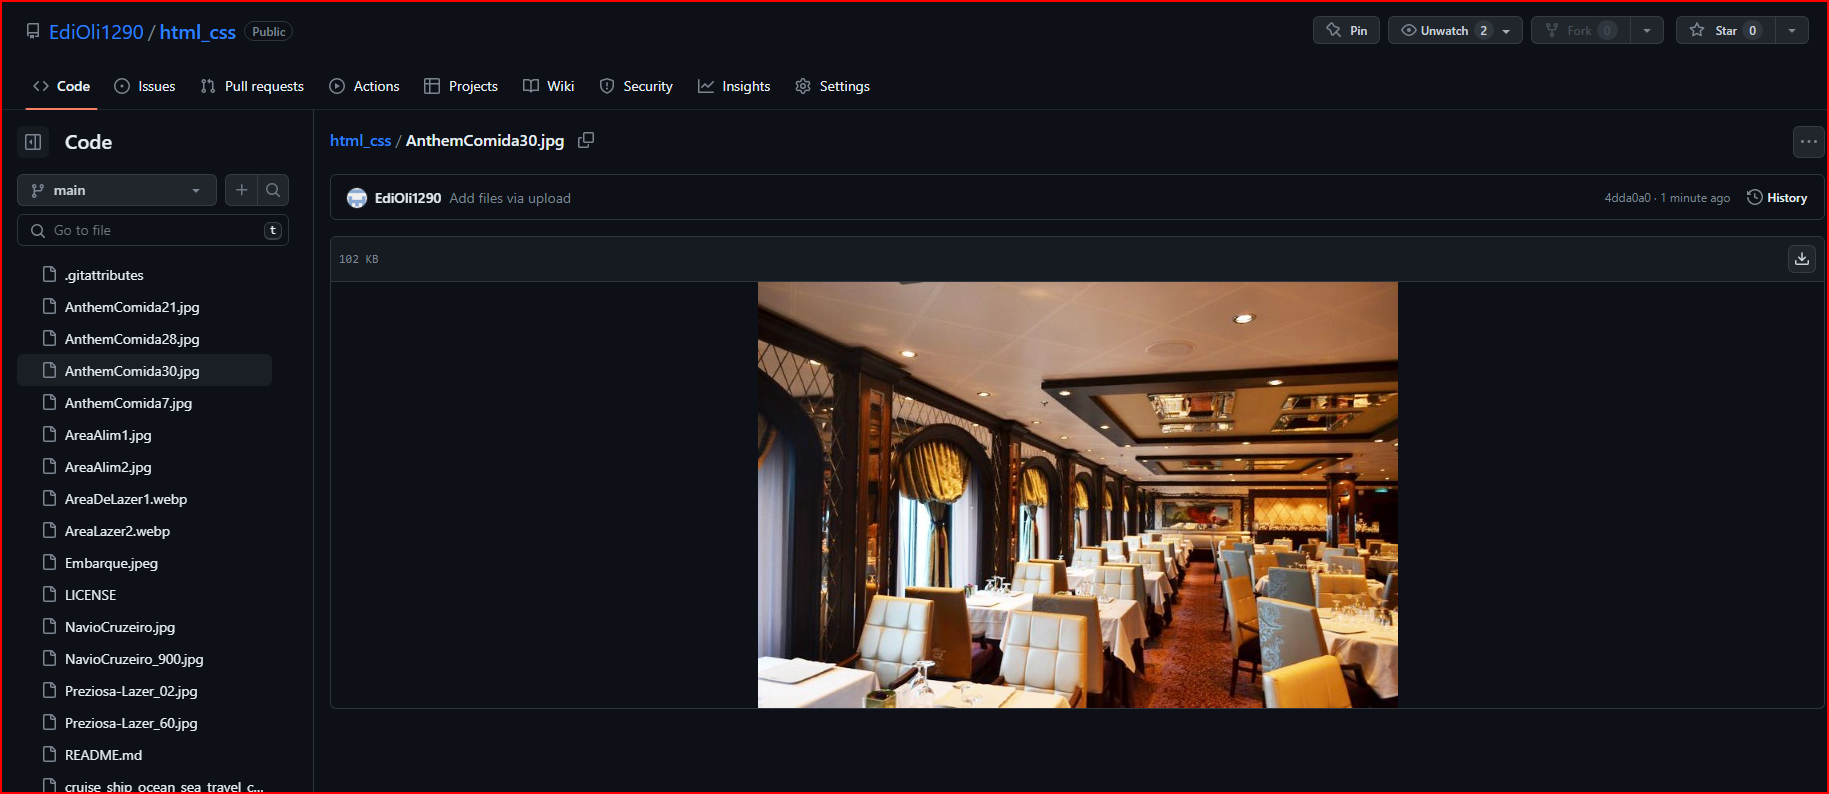 EdiOli1290 / html_css Public
Pin
Unwatch 2
Fork 0
Star 0
Code
Issues
Pull requests
Actions
Projects
Wiki
Security
Insights
Settings
Code
main
Go to file
t
.gitattributes
AnthemComida21.jpg
AnthemComida28.jpg
AnthemComida30.jpg
AnthemComida7.jpg
AreaAlim1.jpg
AreaAlim2.jpg
AreaDeLazer1.webp
AreaLazer2.webp
Embarque.jpeg
LICENSE
NavioCruzeiro.jpg
NavioCruzeiro_900.jpg
Preziosa-Lazer_02.jpg
Preziosa-Lazer_60.jpg
README.md
cruise_ship_ocean_sea_travel_c...
html_css / AnthemComida30.jpg
EdiOli1290 Add files via upload
4dda0a0 · 1 minute ago
History
102 KB